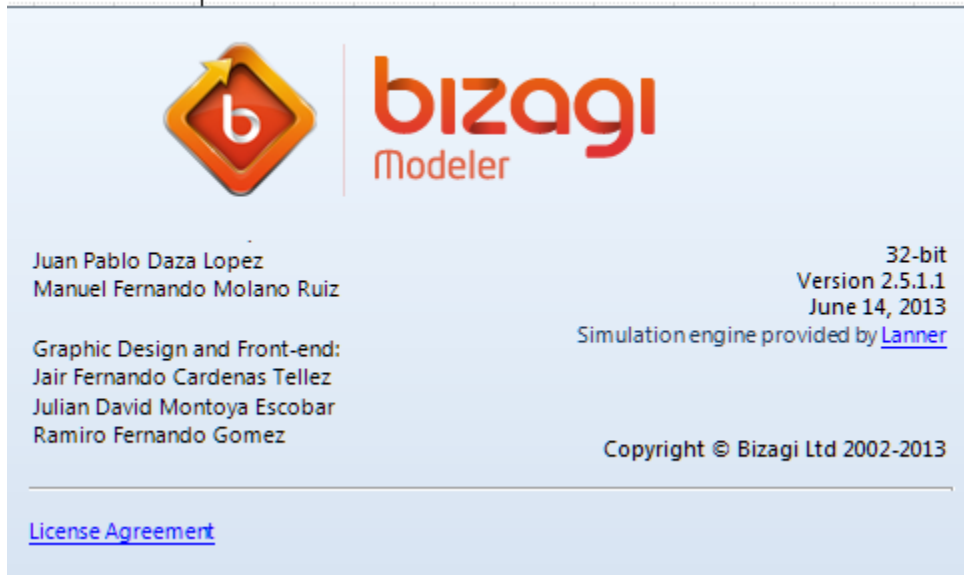 b
bizagi
Modeler
Juan Pablo Daza Lopez
Manuel Fernando Molano Ruiz
Graphic Design and Front-end:
Jair Fernando Cardenas Tellez
Julian David Montoya Escobar
Ramiro Fernando Gomez
32-bit
Version 2.5.1.1
June 14, 2013
Simulation engine provided by Lanner
Copyright © Bizagi Ltd 2002-2013
License Agreement